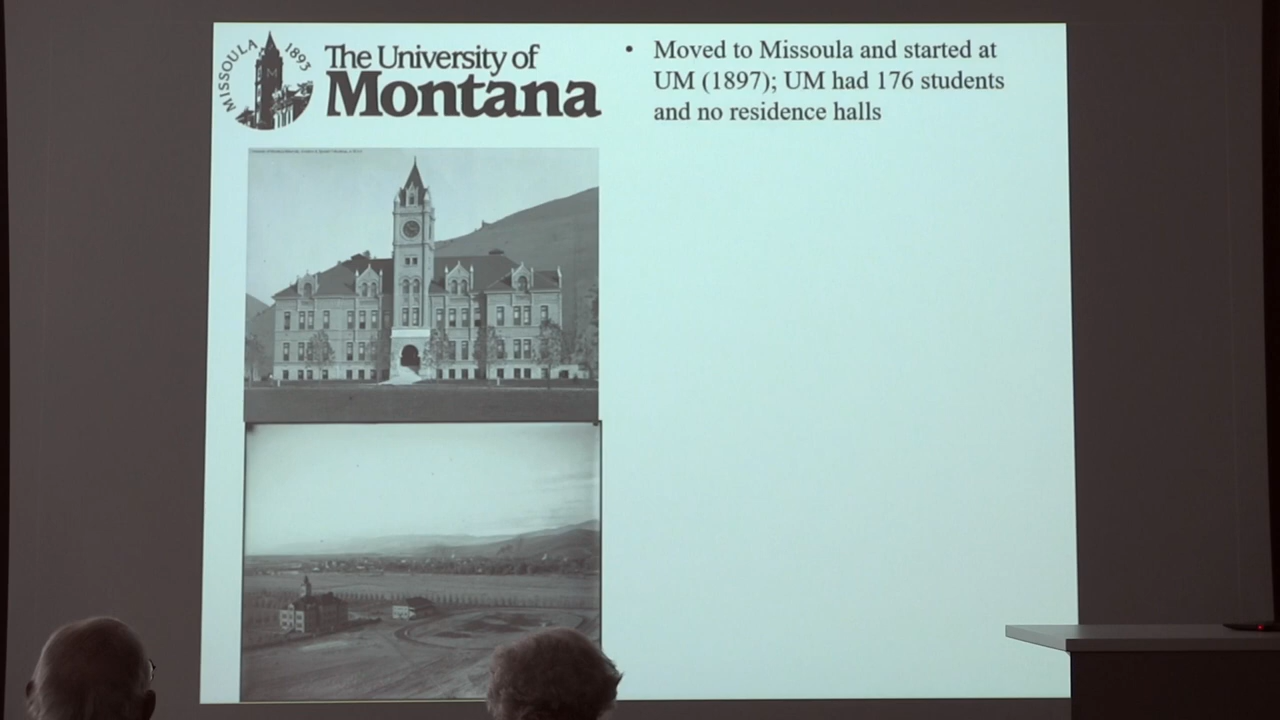 MISSOULA 1893
The University of
Montana
• Moved to Missoula and started at
UM (1897); UM had 176 students
and no residence halls